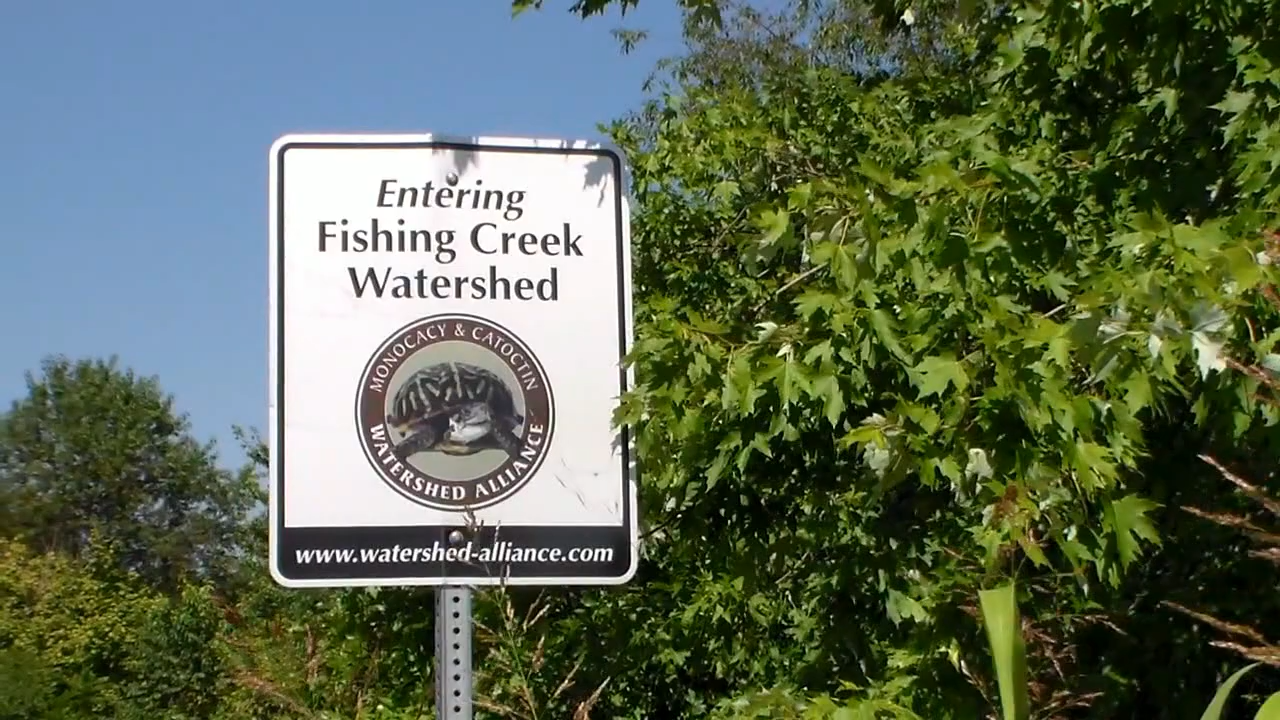 Entering
Fishing Creek
Watershed
MONOCACY & CATOCTIN
WATERSHED ALLIANCE
www.watershed-alliance.com